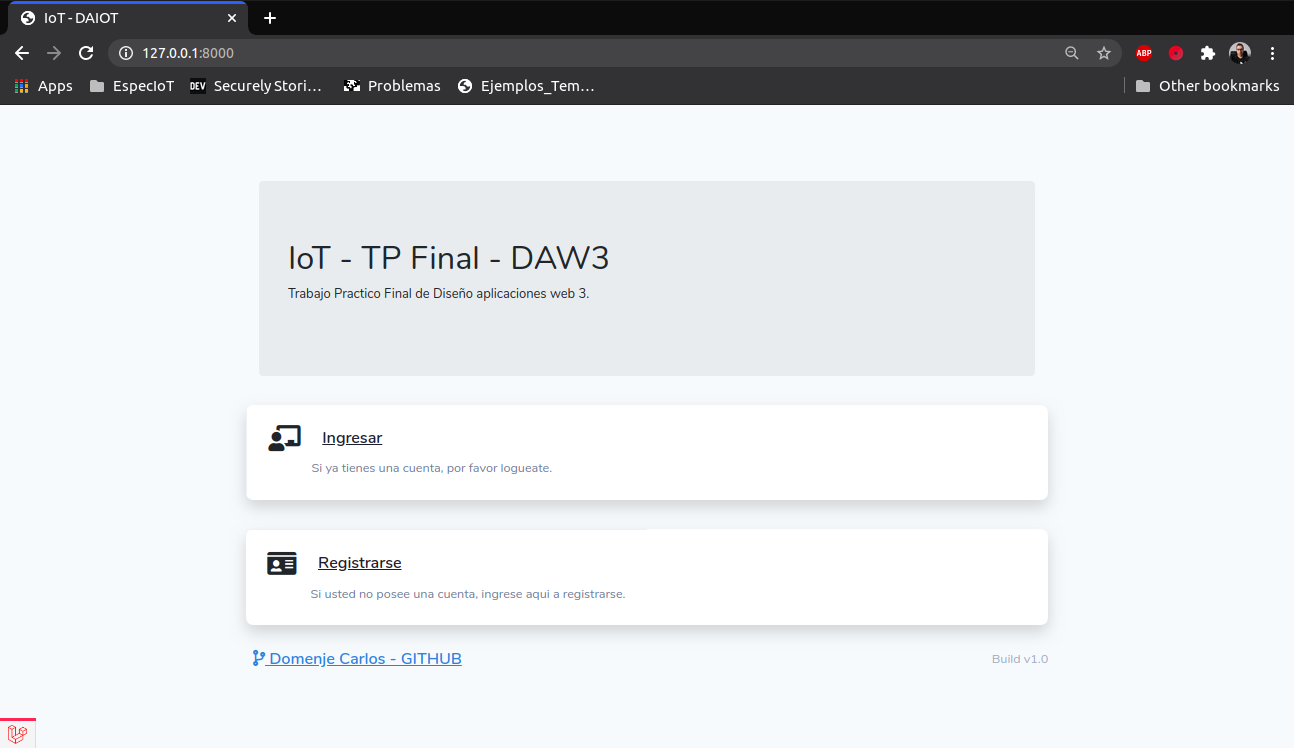 IoT - DAIOT
127.0.0.1:8000
ABP
Apps EspecIoT DEV Securely Stori... Problemas Ejemplos_Tem... Other bookmarks
IoT - TP Final - DAW3
Trabajo Practico Final de Diseño aplicaciones web 3.
Ingresar
Si ya tienes una cuenta, por favor logueate.
Registrarse
Si usted no posee una cuenta, ingrese aqui a registrarse.
Domenje Carlos - GITHUB Build v1.0